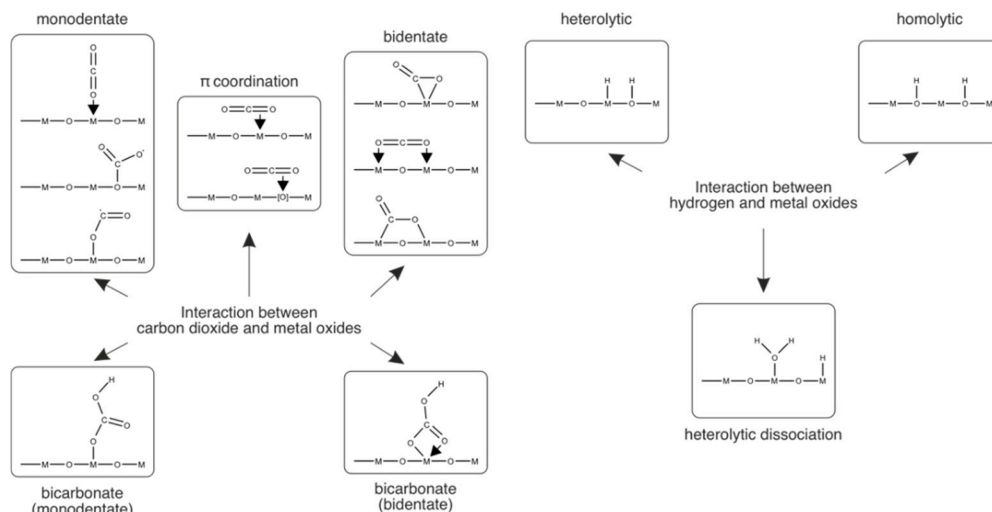 monodentate
O
C
O
M O M O M
O O·
C
M O M O M
·C O
O
M O M O M
π coordination
O C O
M O M O M
O C O
M O M [O] M
bidentate
O C O
M O M O M
O C O
M O M O M
O
C O
M O M O M
Interaction between
carbon dioxide and metal oxides
H
O
C O
O
M O M O M
bicarbonate
(monodentate)
H
O
C
O O
M O M O M
bicarbonate
(bidentate)
heterolytic
H H
M O M O M
homolytic
H H
M O M O M
Interaction between
hydrogen and metal oxides
H H
O H
M O M O M
heterolytic dissociation